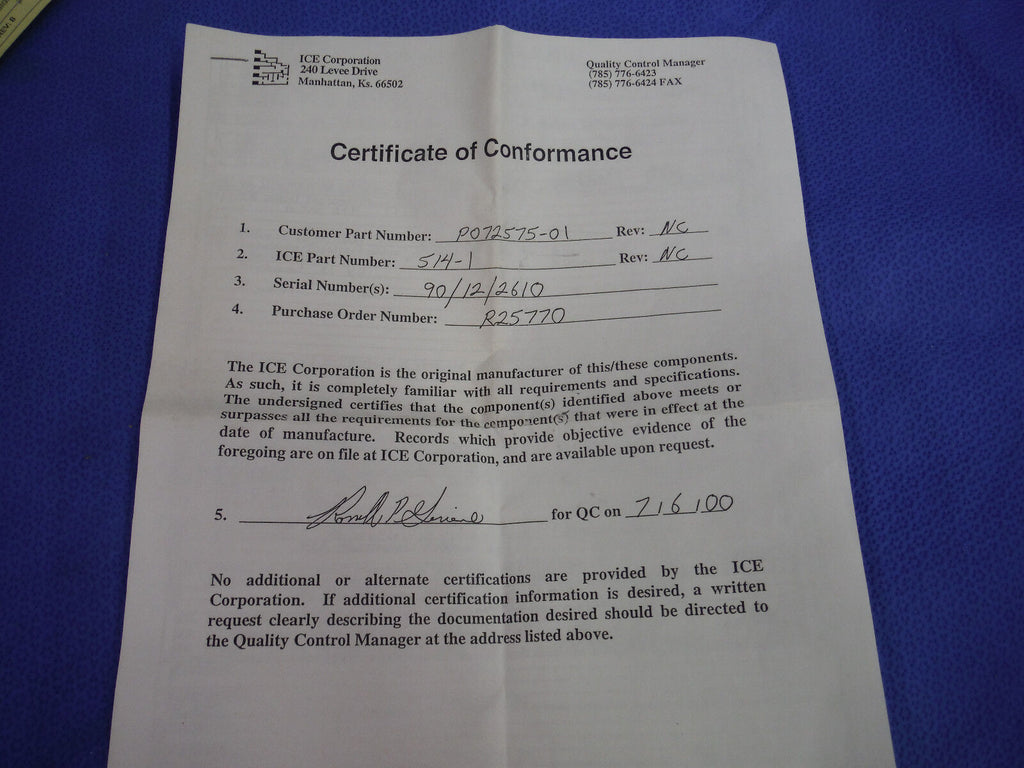 REV. B
ICE Corporation
240 Levee Drive
Manhattan, Ks. 66502
Quality Control Manager
(785) 776-6423
(785) 776-6424 FAX
Certificate of Conformance
1. Customer Part Number: P072575-01 Rev: NC
2. ICE Part Number: 514-1 Rev: NC
3. Serial Number(s): 90/12/2610
4. Purchase Order Number: R25770
The ICE Corporation is the original manufacturer of this/these components.
As such, it is completely familiar with all requirements and specifications.
The undersigned certifies that the component(s) identified above meets or
surpasses all the requirements for the component(s) that were in effect at the
date of manufacture. Records which provide objective evidence of the
foregoing are on file at ICE Corporation, and are available upon request.
5. for QC on 7/6/00
No additional or alternate certifications are provided by the ICE
Corporation. If additional certification information is desired, a written
request clearly describing the documentation desired should be directed to
the Quality Control Manager at the address listed above.